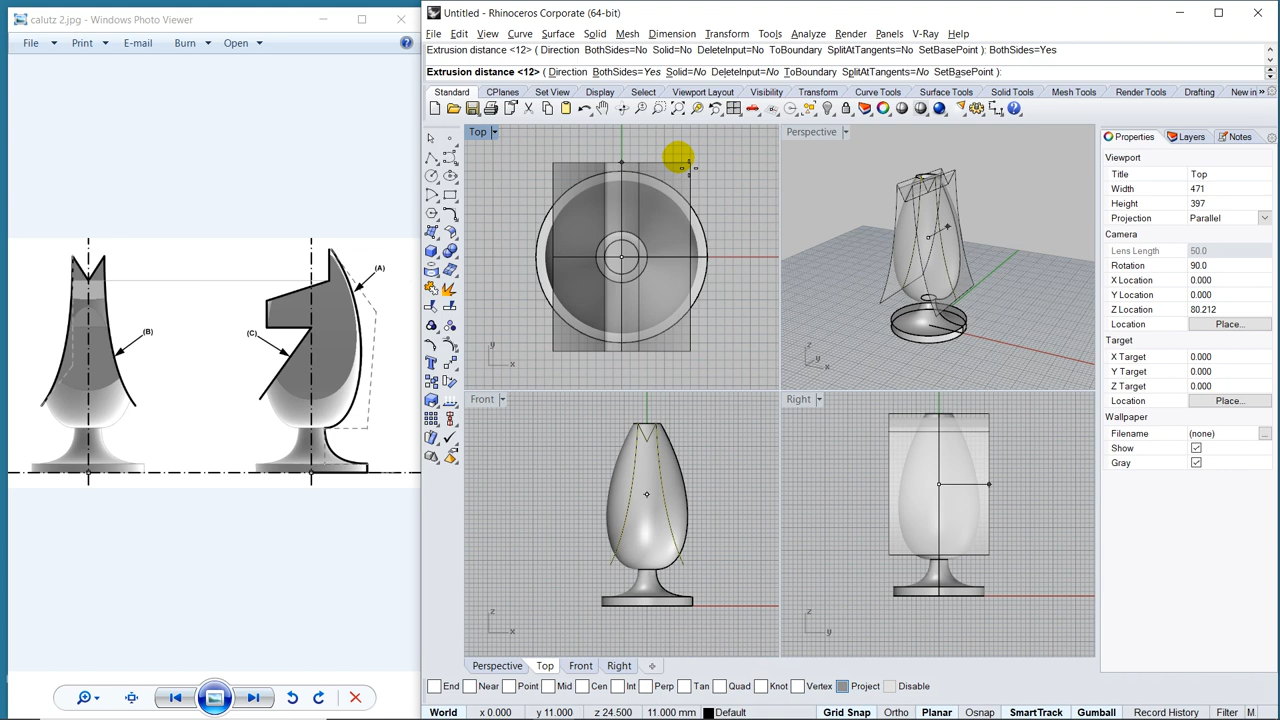 calutz 2.jpg - Windows Photo Viewer
File Print E-mail Burn Open
(A)
(B)
(C)
Untitled - Rhinoceros Corporate (64-bit)
File Edit View Curve Surface Solid Mesh Dimension Transform Tools Analyze Render Panels V-Ray Help
Extrusion distance <12> ( Direction BothSides=No Solid=No DeleteInput=No ToBoundary SplitAtTangents=No SetBasePoint ): BothSides=Yes
Extrusion distance <12> ( Direction BothSides=Yes Solid=No DeleteInput=No ToBoundary SplitAtTangents=No SetBasePoint ):
Standard CPlanes Set View Display Select Viewport Layout Visibility Transform Curve Tools Surface Tools Solid Tools Mesh Tools Render Tools Drafting New in »
Top
y
x
Perspective
z
y
x
Front
z
x
Right
z
y
Properties Layers Notes
Viewport
Title Top
Width 471
Height 397
Projection Parallel
Camera
Lens Length 50.0
Rotation 90.0
X Location 0.000
Y Location 0.000
Z Location 80.212
Location Place...
Target
X Target 0.000
Y Target 0.000
Z Target 0.000
Location Place...
Wallpaper
Filename (none) ...
Show
Gray
Perspective Top Front Right
End Near Point Mid Cen Int Perp Tan Quad Knot Vertex Project Disable
World x 0.000 y 11.000 z 24.500 11.000 mm Default Grid Snap Ortho Planar Osnap SmartTrack Gumball Record History Filter M